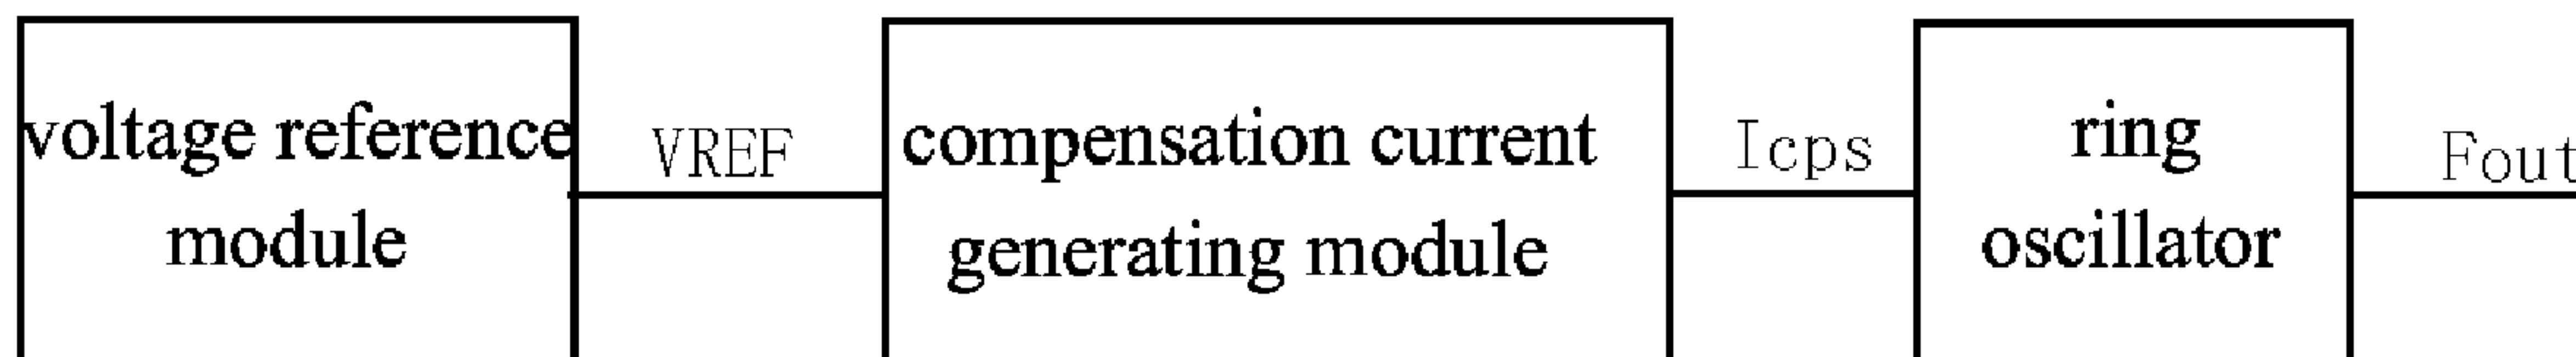 voltage reference
module
VREF
compensation current
generating module
Icps
ring
oscillator
Fout